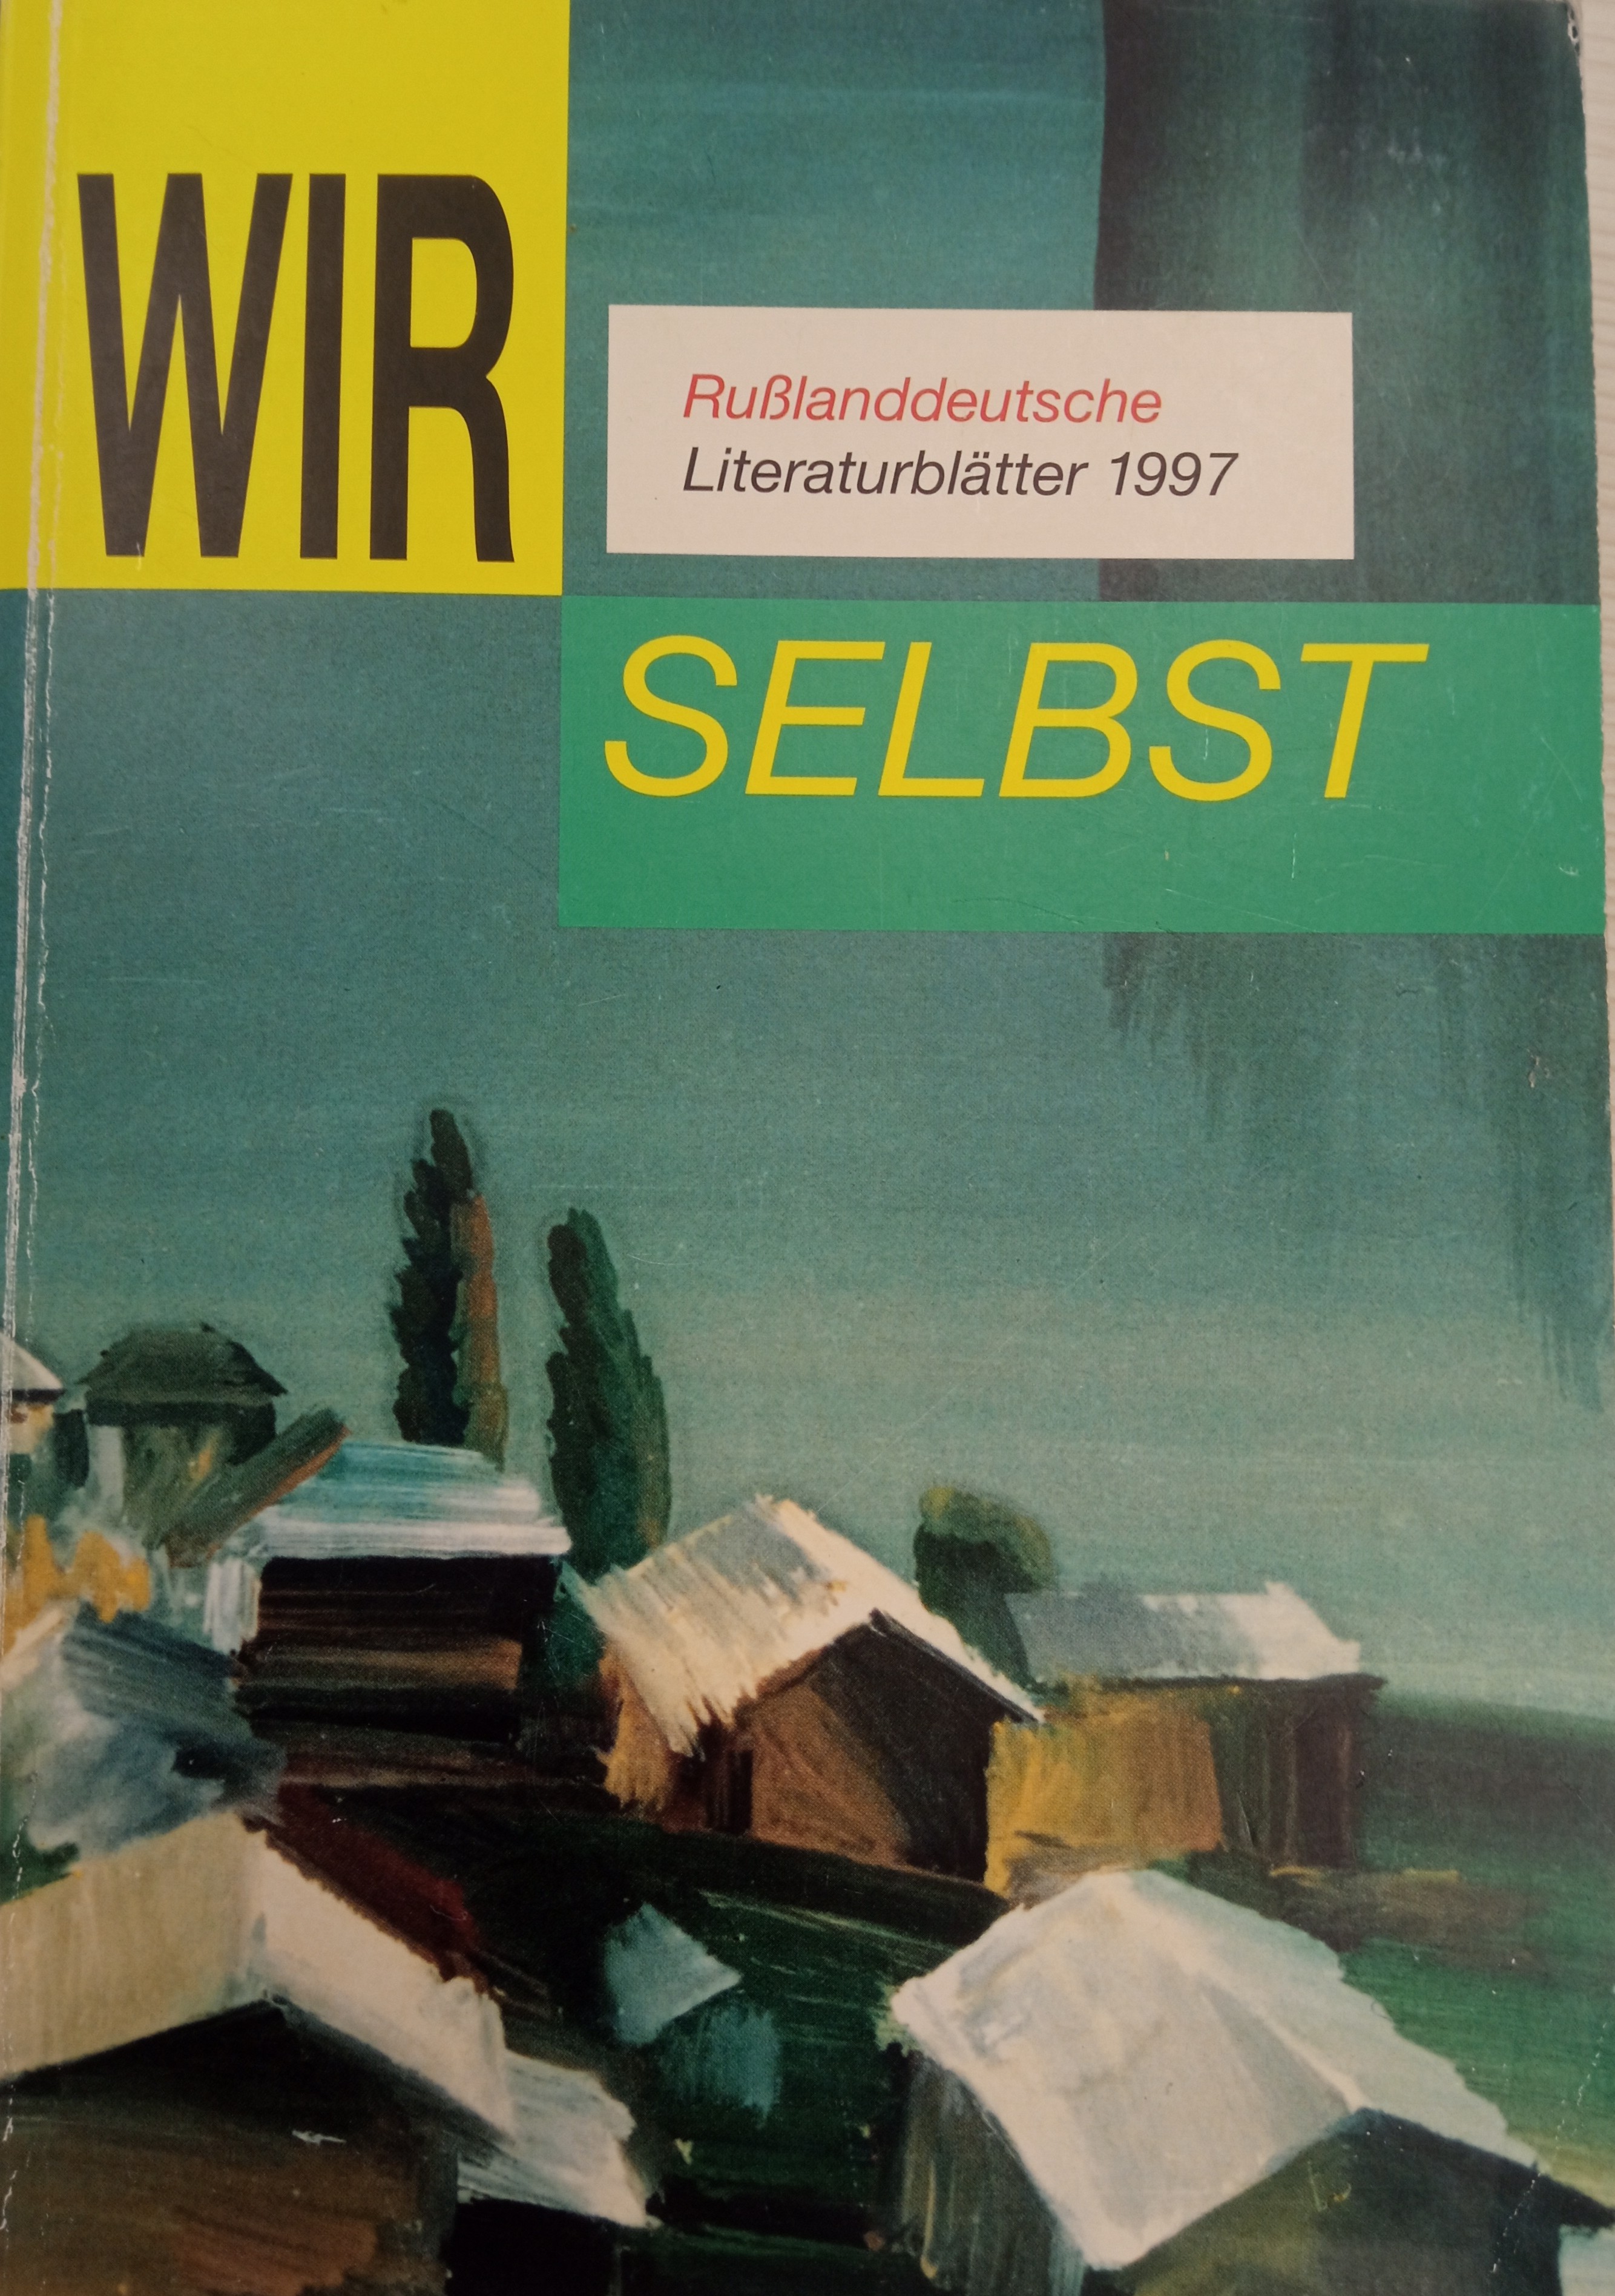 WIR
Rußlanddeutsche
Literaturblätter 1997
SELBST